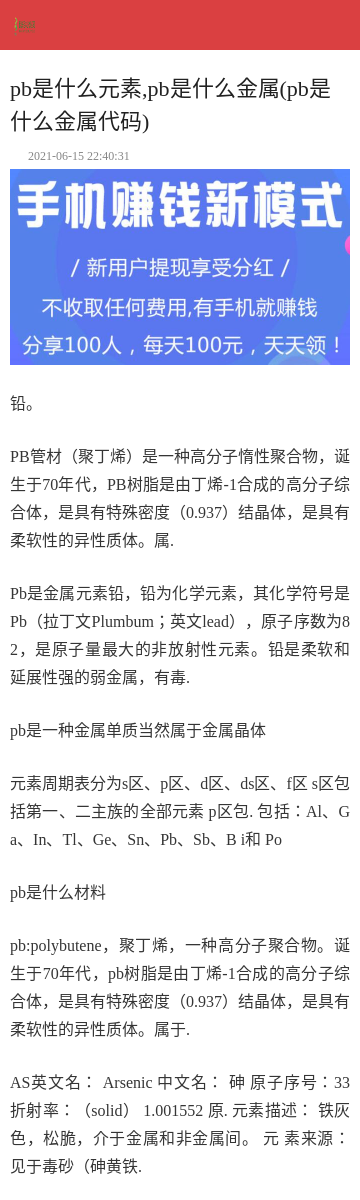 pb是什么元素,pb是什么金属(pb是
什么金属代码)
2021-06-15 22:40:31
手机赚钱新模式
/ 新用户提现享受分红 /
不收取任何费用,有手机就赚钱
分享100人，每天100元，天天领！
铅。
PB管材（聚丁烯）是一种高分子惰性聚合物，诞
生于70年代，PB树脂是由丁烯-1合成的高分子综
合体，是具有特殊密度（0.937）结晶体，是具有
柔软性的异性质体。属.
Pb是金属元素铅，铅为化学元素，其化学符号是
Pb（拉丁文Plumbum；英文lead），原子序数为8
2，是原子量最大的非放射性元素。铅是柔软和
延展性强的弱金属，有毒.
pb是一种金属单质当然属于金属晶体
元素周期表分为s区、p区、d区、ds区、f区 s区包
括第一、二主族的全部元素 p区包. 包括：Al、G
a、In、Tl、Ge、Sn、Pb、Sb、B i和 Po
pb是什么材料
pb:polybutene，聚丁烯，一种高分子聚合物。诞
生于70年代，pb树脂是由丁烯-1合成的高分子综
合体，是具有特殊密度（0.937）结晶体，是具有
柔软性的异性质体。属于.
AS英文名： Arsenic 中文名： 砷 原子序号：33
折射率：（solid） 1.001552 原. 元素描述： 铁灰
色，松脆，介于金属和非金属间。 元 素来源：
见于毒砂（砷黄铁.